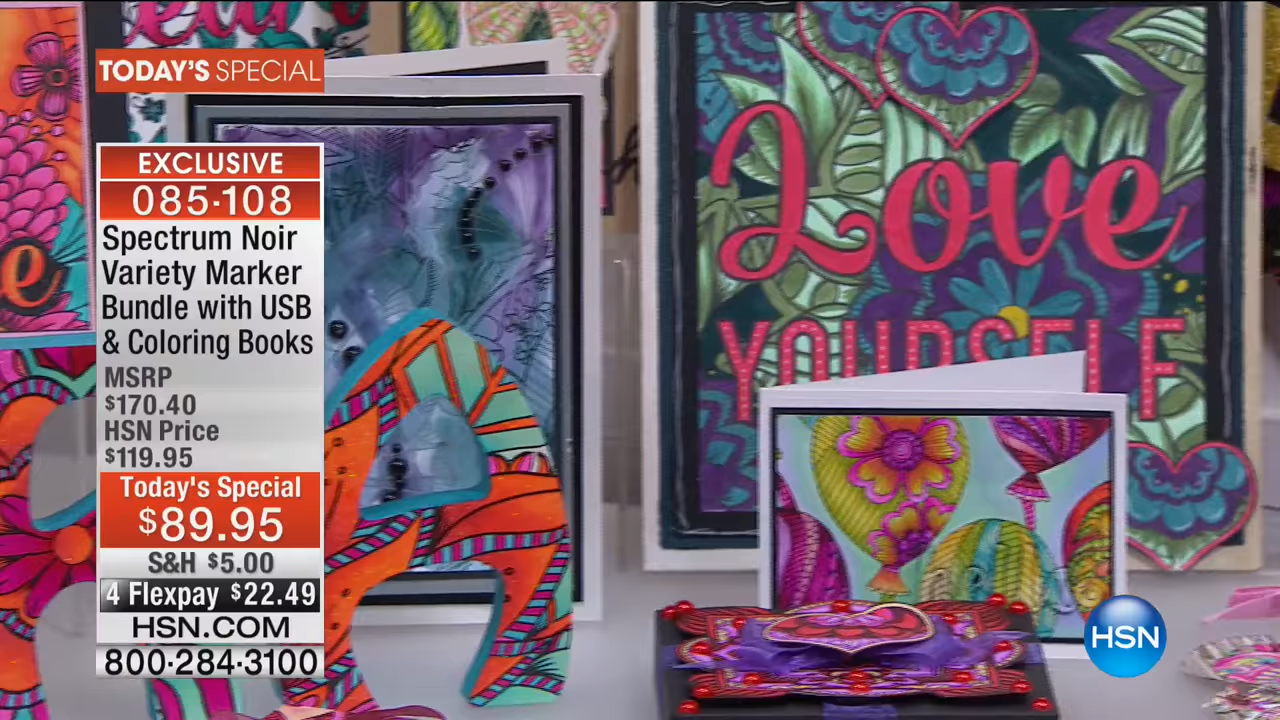 TODAY'S SPECIAL
EXCLUSIVE
085-108
Spectrum Noir
Variety Marker
Bundle with USB
& Coloring Books
MSRP
$170.40
HSN Price
$119.95
Today's Special
$89.95
S&H $5.00
4 Flexpay $22.49
HSN.COM
800-284-3100
e
Love
YOURSELF
HSN